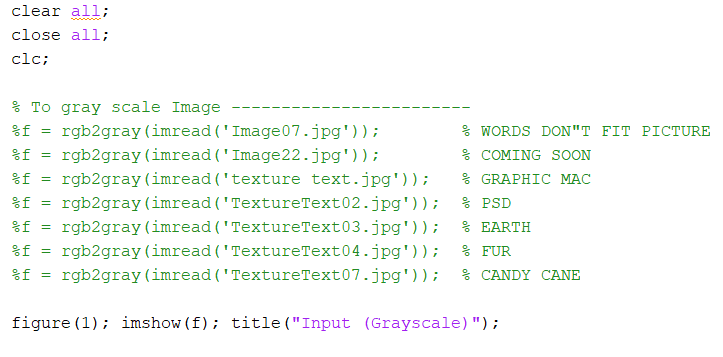 clear all;
close all;
clc;
% To gray scale Image ------------------------
%f = rgb2gray(imread('Image07.jpg'));        % WORDS DON"T FIT PICTURE
%f = rgb2gray(imread('Image22.jpg'));        % COMING SOON
%f = rgb2gray(imread('texture text.jpg'));   % GRAPHIC MAC
%f = rgb2gray(imread('TextureText02.jpg'));  % PSD
%f = rgb2gray(imread('TextureText03.jpg'));  % EARTH
%f = rgb2gray(imread('TextureText04.jpg'));  % FUR
%f = rgb2gray(imread('TextureText07.jpg'));  % CANDY CANE
figure(1); imshow(f); title("Input (Grayscale)");